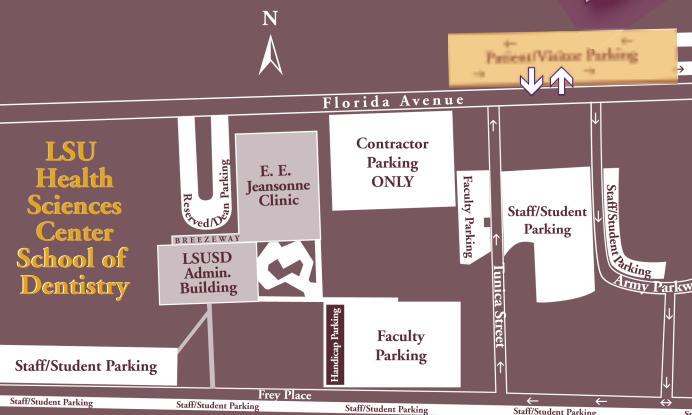 N
Patient/Visitor Parking
Florida Avenue
LSU
Health
Sciences
Center
School of
Dentistry
Reserved/Dean Parking
E. E.
Jeansonne
Clinic
Contractor
Parking
ONLY
Faculty Parking
Staff/Student
Parking
Staff/Student Parking
BREEZEWAY
LSUSD
Admin.
Building
Tunica Street
Army Parkw
Handicap Parking
Faculty
Parking
Staff/Student Parking
Frey Place
Staff/Student Parking
Staff/Student Parking
Staff/Student Parking
Staff/Student Parking